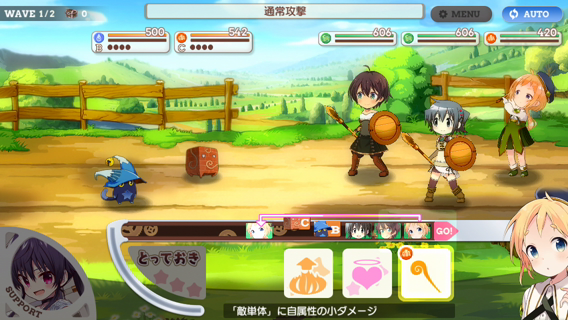 WAVE 1/2
0
通常攻撃
MENU
AUTO
500
B
542
C
606
606
420
C
B
GO!
とっておき
SUPPORT
「敵単体」に自属性の小ダメージ